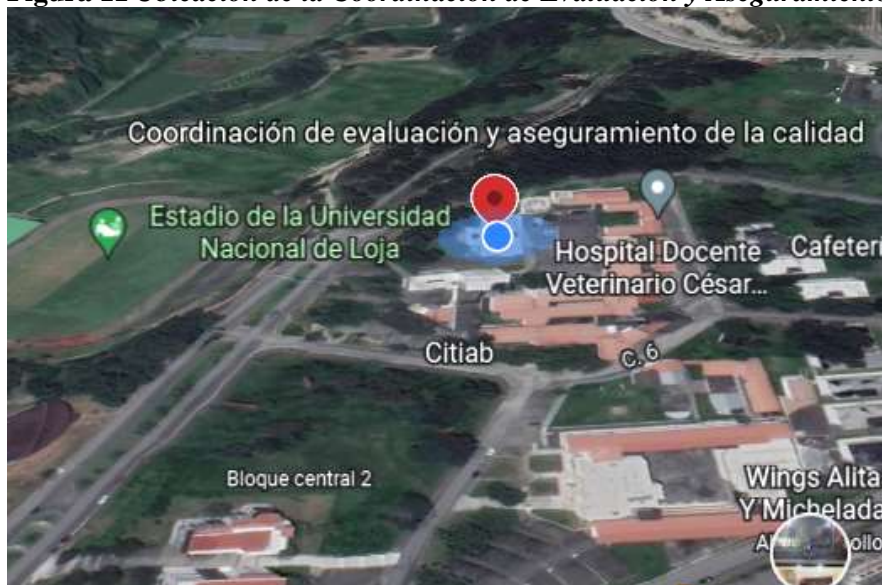 Coordinación de evaluación y aseguramiento de la calidad
Estadio de la Universidad
Nacional de Loja
Hospital Docente
Veterinario César...
Cafeterí
Citiab
C. 6
Bloque central 2
Wings Alita
Y Michelada